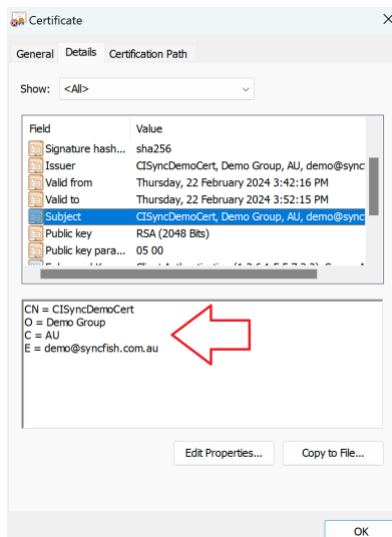 Certificate
General Details Certification Path
Show: <All>
Field Value
Signature hash... sha256
Issuer CISyncDemoCert, Demo Group, AU, demo@sync
Valid from Thursday, 22 February 2024 3:42:16 PM
Valid to Thursday, 22 February 2024 3:52:15 PM
Subject CISyncDemoCert, Demo Group, AU, demo@sync
Public key RSA (2048 Bits)
Public key para... 05 00
CN = CISyncDemoCert
O = Demo Group
C = AU
E = demo@syncfish.com.au
Edit Properties... Copy to File...
OK